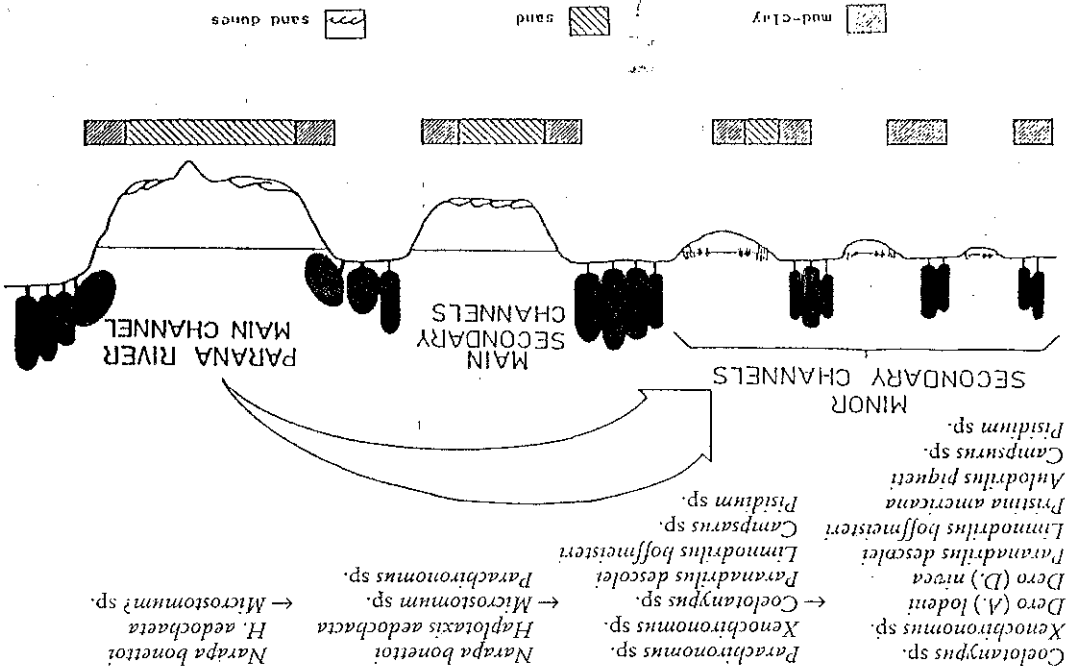 Coelotanypus sp.
Xenochironomus sp.
Dero (A.) lodeni
Dero (D.) nivea
Paranadrilus descolei
Limnodrilus hoffmeisteri
Pristina americana
Aulodrilus piqueti
Campsurus sp.
Pisidium sp.
Parachironomus sp.
Xenochironomus sp.
← Coelotanypus sp.
Paranadrilus descolei
Limnodrilus hoffmeisteri
Campsarus sp.
Pisidium sp.
Narapa bonettoi
Haplotaxis aedochaeta
← Microstomum sp.
Parachironomus sp.
Narapa bonettoi
H. aedochaeta
← Microstomum? sp.
MINOR
SECONDARY CHANNELS
MAIN
SECONDARY
CHANNELS
PARANA RIVER
MAIN CHANNEL
mud-clay
sand
sand dunes